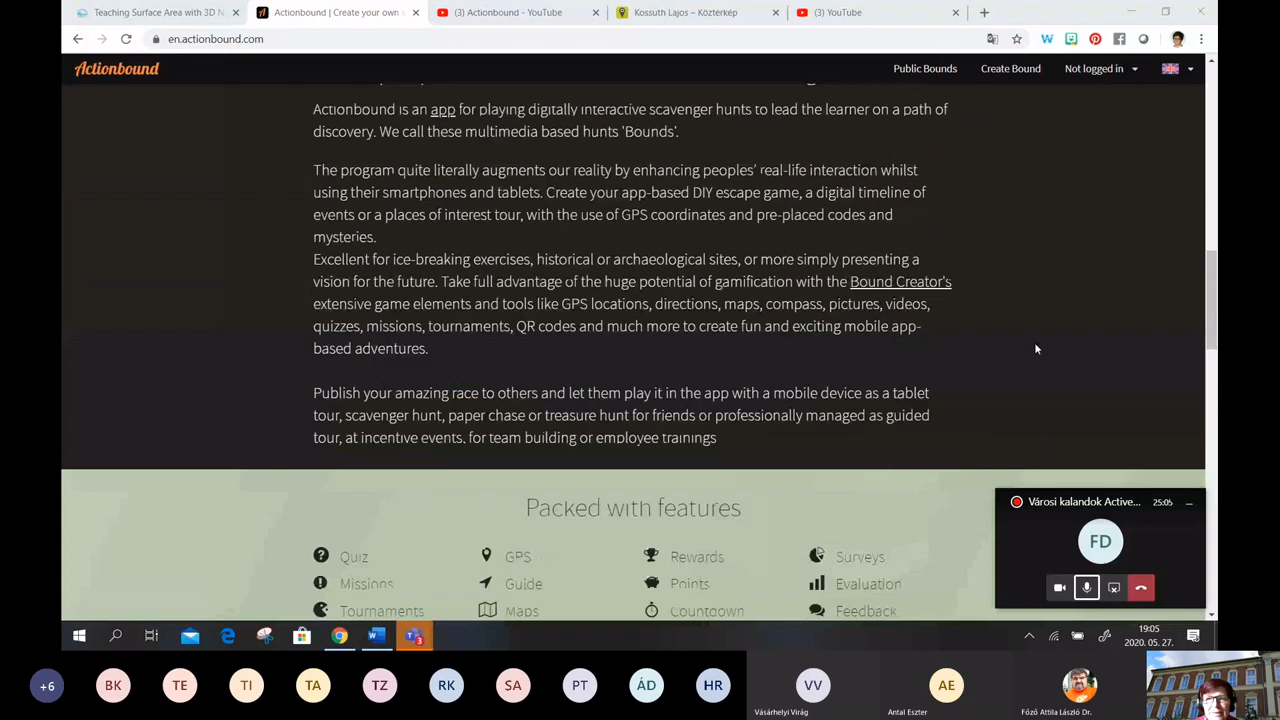 Teaching Surface Area with 3D N
Actionbound | Create your own
(3) Actionbound - YouTube
Kossuth Lajos – Közterkép
(3) YouTube
en.actionbound.com
Actionbound
Public Bounds
Create Bound
Not logged in
Actionbound is an app for playing digitally interactive scavenger hunts to lead the learner on a path of
discovery. We call these multimedia based hunts 'Bounds'.
The program quite literally augments our reality by enhancing peoples' real-life interaction whilst
using their smartphones and tablets. Create your app-based DIY escape game, a digital timeline of
events or a places of interest tour, with the use of GPS coordinates and pre-placed codes and
mysteries.
Excellent for ice-breaking exercises, historical or archaeological sites, or more simply presenting a
vision for the future. Take full advantage of the huge potential of gamification with the Bound Creator's
extensive game elements and tools like GPS locations, directions, maps, compass, pictures, videos,
quizzes, missions, tournaments, QR codes and much more to create fun and exciting mobile app-
based adventures.
Publish your amazing race to others and let them play it in the app with a mobile device as a tablet
tour, scavenger hunt, paper chase or treasure hunt for friends or professionally managed as guided
tour, at incentive events, for team building or employee trainings
Packed with features
Quiz
GPS
Rewards
Surveys
Missions
Guide
Points
Evaluation
Tournaments
Maps
Countdown
Feedback
Városi kalandok Active...
25:05
FD
19:05
2020. 05. 27.
+6
BK
TE
TI
TA
TZ
RK
SA
PT
ÁD
HR
VV
AE
Vásárhelyi Virág
Antal Eszter
Főző Attila László Dr.